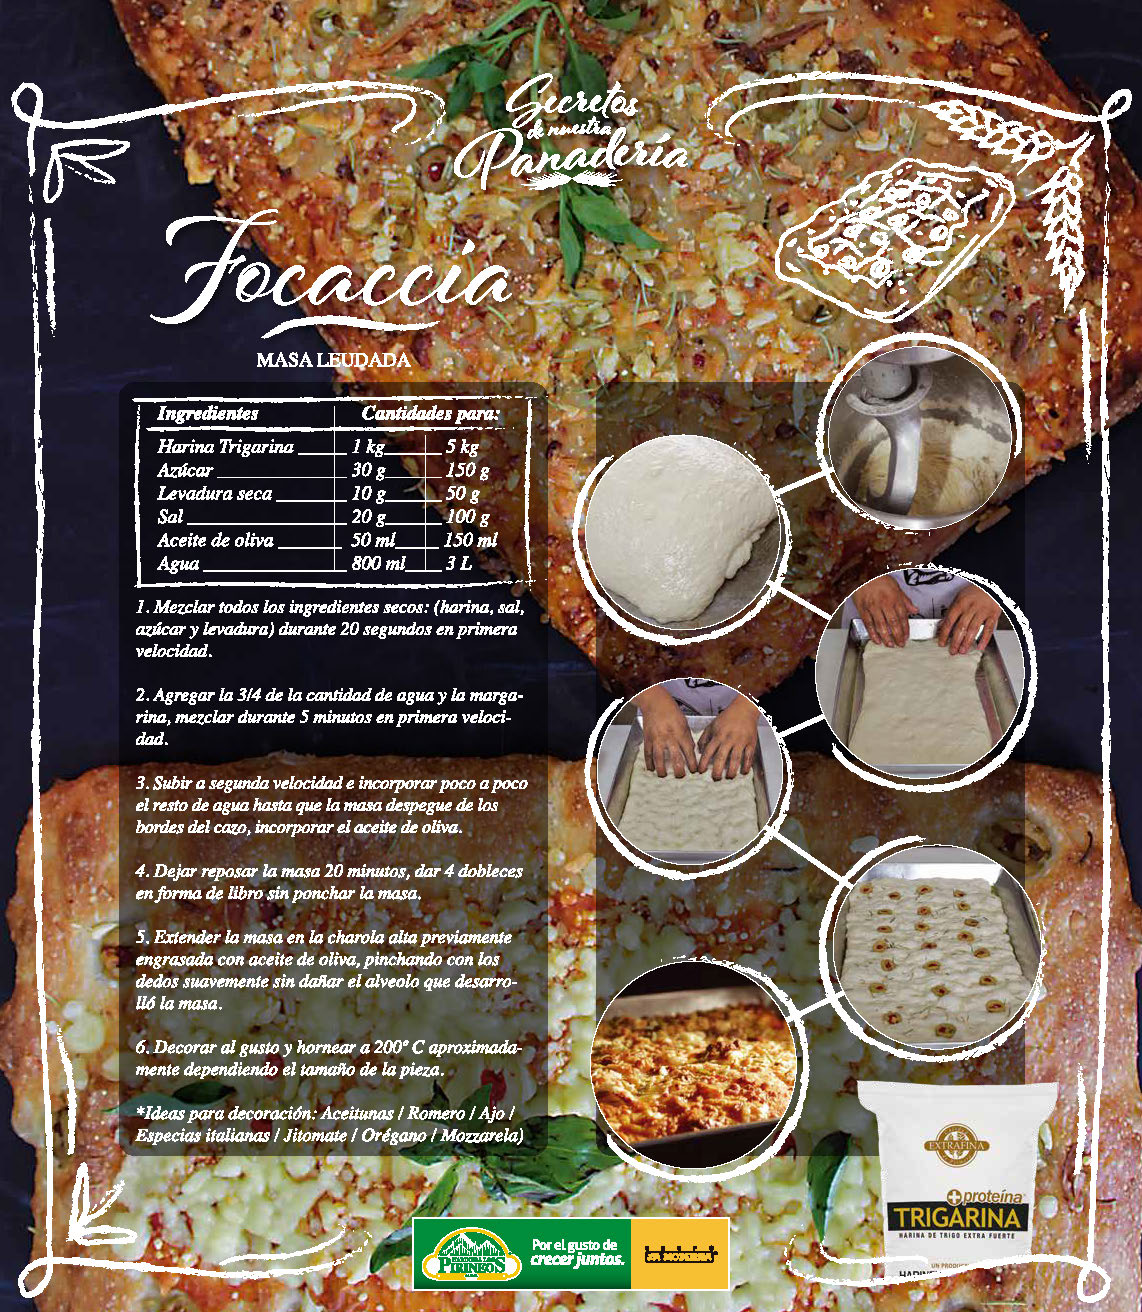 Secretos
de nuestra
Panadería
Focaccia
MASA LEUDADA
Ingredientes Cantidades para:
Harina Trigarina 1 kg 5 kg
Azúcar 30 g 150 g
Levadura seca 10 g 50 g
Sal 20 g 100 g
Aceite de oliva 50 ml 150 ml
Agua 800 ml 3 L
1. Mezclar todos los ingredientes secos: (harina, sal,
azúcar y levadura) durante 20 segundos en primera
velocidad.
2. Agregar la 3/4 de la cantidad de agua y la marga-
rina, mezclar durante 5 minutos en primera veloci-
dad.
3. Subir a segunda velocidad e incorporar poco a poco
el resto de agua hasta que la masa despegue de los
bordes del cazo, incorporar el aceite de oliva.
4. Dejar reposar la masa 20 minutos, dar 4 dobleces
en forma de libro sin ponchar la masa.
5. Extender la masa en la charola alta previamente
engrasada con aceite de oliva, pinchando con los
dedos suavemente sin dañar el alveolo que desarro-
lló la masa.
6. Decorar al gusto y hornear a 200° C aproximada-
mente dependiendo el tamaño de la pieza.
*Ideas para decoración: Aceitunas / Romero / Ajo /
Especias italianas / Jitomate / Orégano / Mozzarela)
EXTRAFINA
+proteína
TRIGARINA
HARINA DE TRIGO EXTRA FUERTE
UN PRODUC
PIRINEOS
Por el gusto de
crecer juntos.
LA MODERNA